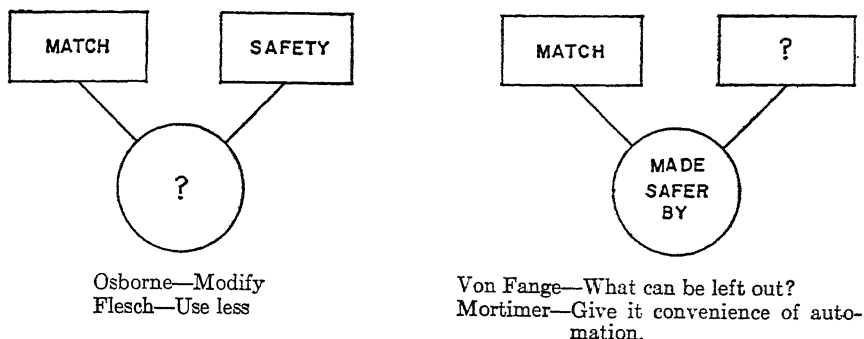 MATCH
SAFETY
?
Osborne—Modify
Flesch—Use less
MATCH
?
MADE
SAFER
BY
Von Fange—What can be left out?
Mortimer—Give it convenience of auto-
mation.